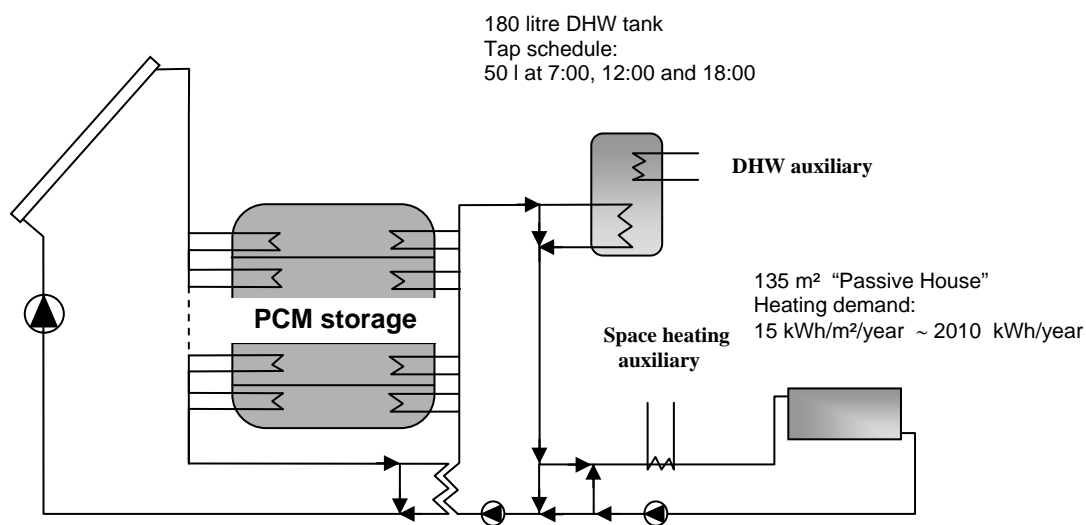 180 litre DHW tank
Tap schedule:
50 l at 7:00, 12:00 and 18:00
DHW auxiliary
135 m² “Passive House”
Heating demand:
15 kWh/m²/year ~ 2010 kWh/year
PCM storage
Space heating
auxiliary